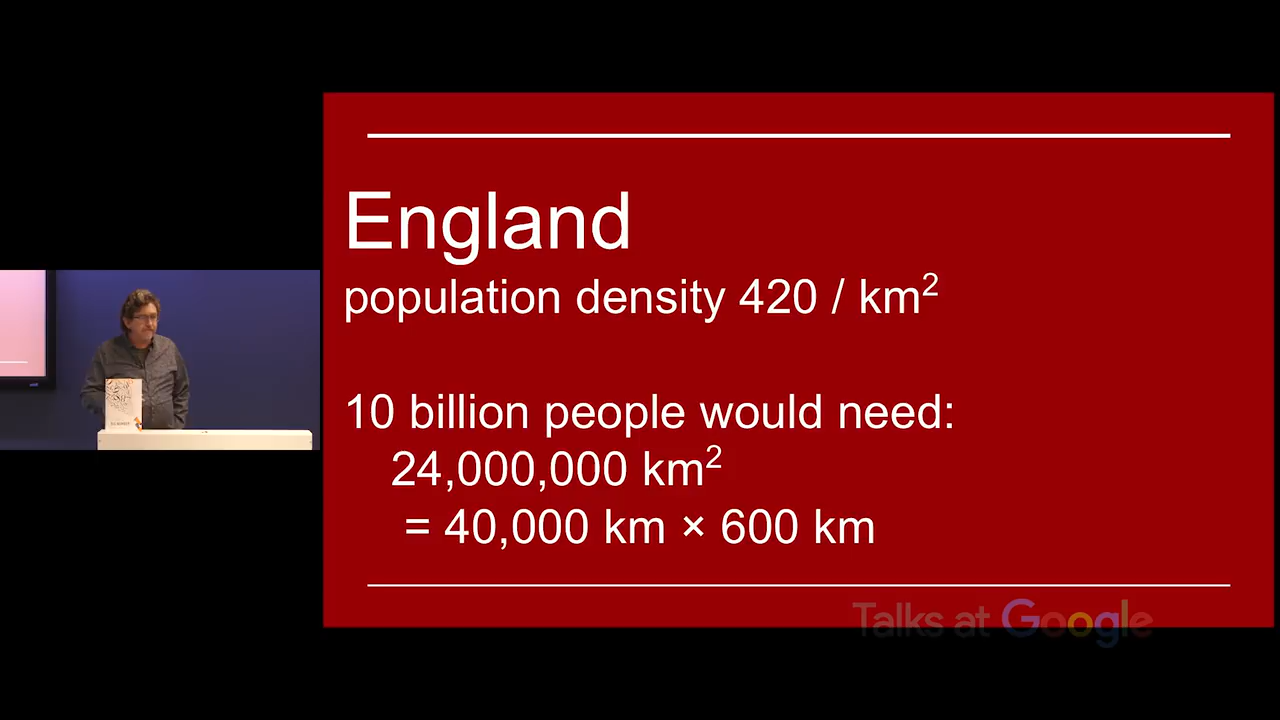 England
population density 420 / km²
10 billion people would need:
24,000,000 km²
= 40,000 km × 600 km
Talks at Google